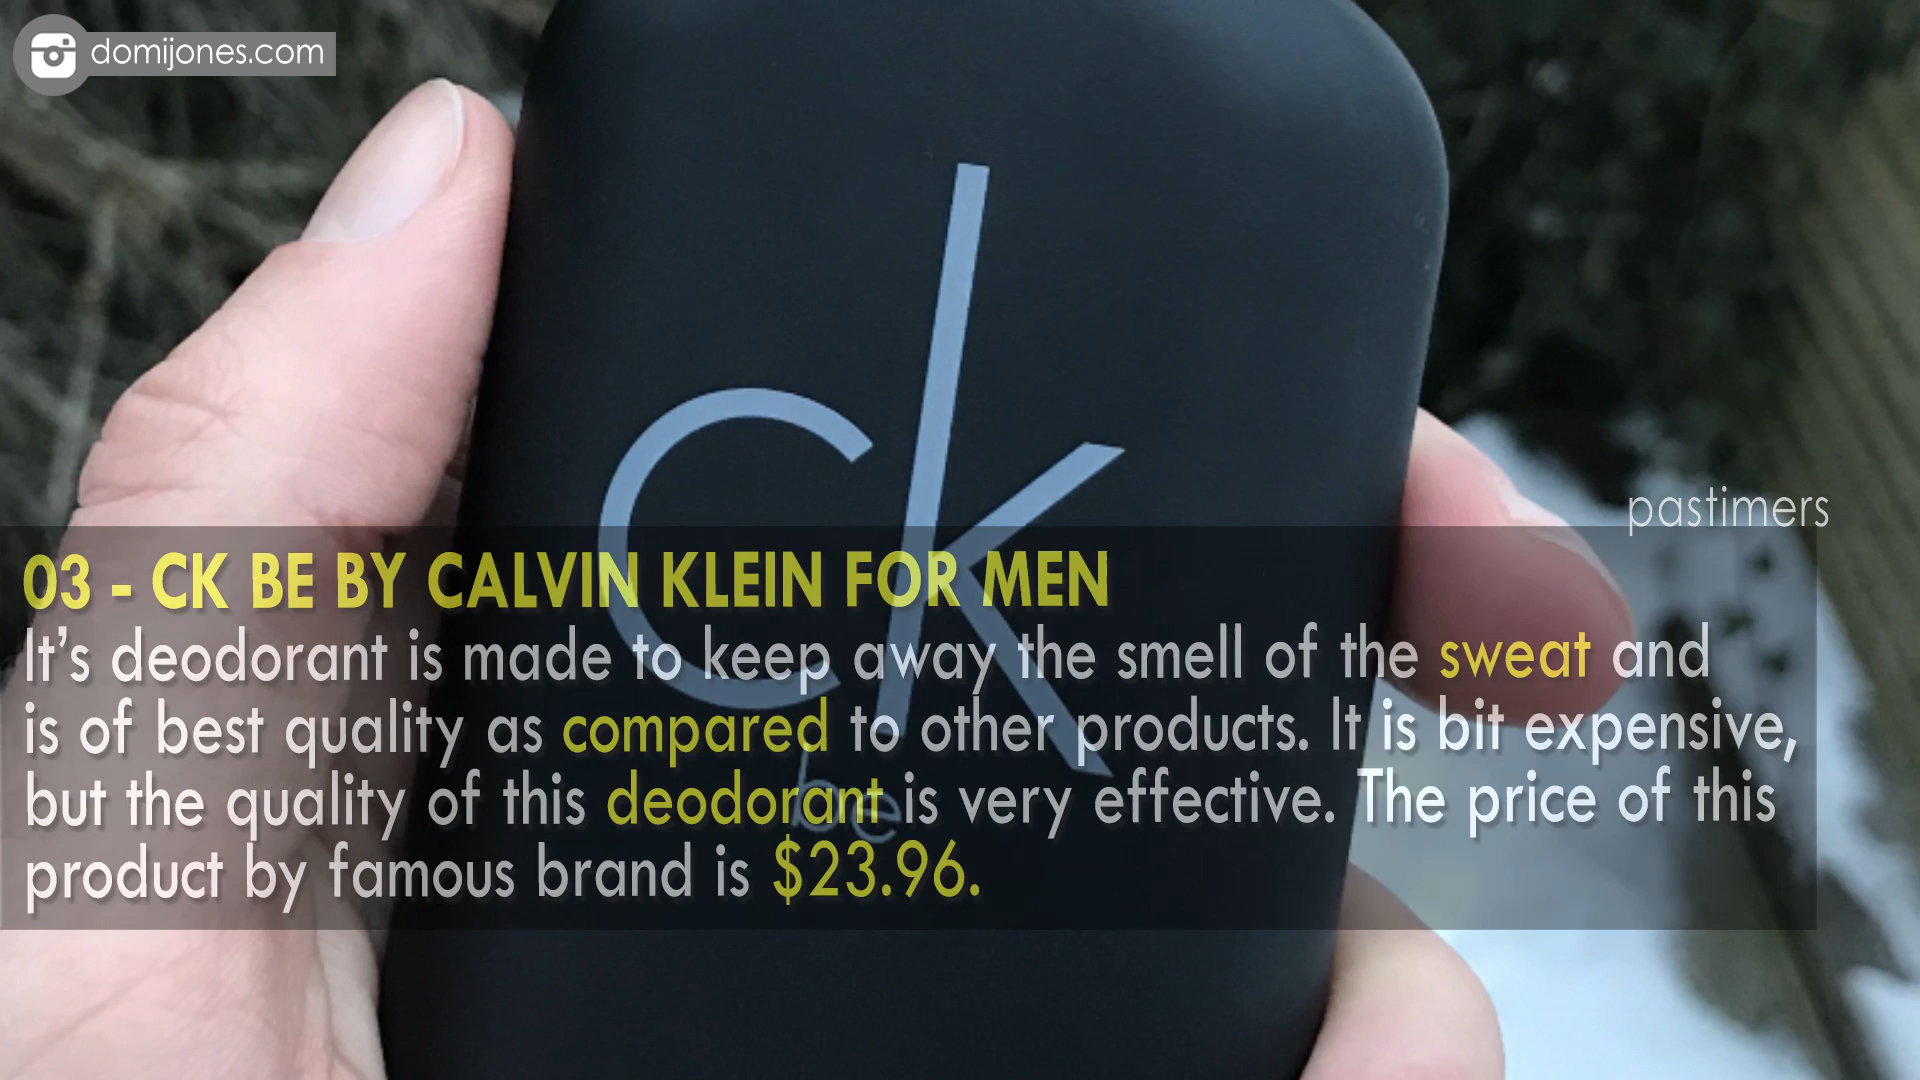 domijones.com
ck
be
pastimers
03 - CK BE BY CALVIN KLEIN FOR MEN
It's deodorant is made to keep away the smell of the sweat and
is of best quality as compared to other products. It is bit expensive,
but the quality of this deodorant is very effective. The price of this
product by famous brand is $23.96.